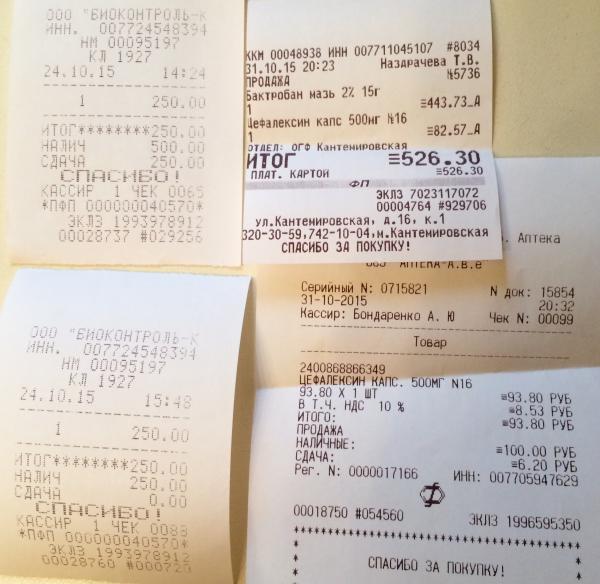 ООО "БИОКОНТРОЛЬ-К
ИНН. 007724548394
НМ 00095197
КЛ 1927
24.10.15 14:24
1 250.00
ИТОГ********250.00
НАЛИЧ 500.00
СДАЧА 250.00
СПАСИБО!
КАССИР 1 ЧЕК 0065
*ПФП 000000040570*
ЭКЛЗ 1993978912
00028737 #029256
ККМ 00048938 ИНН 007711045107 #8034
31.10.15 20:23 Наздрачева Т.В.
ПРОДАЖА №5736
Бактробан мазь 2% 15г
1 ≡443.73_А
Цефалексин капс 500мг N16
1 ≡82.57_А
ОТДЕЛ: ОГФ Кантемировская
ИТОГ ≡526.30
ПЛАТ. КАРТОЙ ≡526.30
ФП
ЭКЛЗ 7023117072
00004764 #929706
ул.Кантемировская, д.16, к.1
320-30-59,742-10-04,м.Кантемировская
СПАСИБО ЗА ПОКУПКУ!
ООО "БИОКОНТРОЛЬ-К
ИНН. 007724548394
НМ 00095197
КЛ 1927
24.10.15 15:48
1 250.00
ИТОГ********250.00
НАЛИЧ 250.00
СДАЧА 0.00
СПАСИБО!
КАССИР 1 ЧЕК 0088
*ПФП 000000040570*
ЭКЛЗ 1993978912
00028760 #000720
Аптека
АПТЕКА-А.В.е
Серийный N: 0715821 N док: 15854
31-10-2015 20:32
Кассир: Бондаренко А. Ю Чек N: 00099
Товар
2400868866349
ЦЕФАЛЕКСИН КАПС. 500МГ N16
93.80 X 1 ШТ ≡93.80 РУБ
В Т.Ч. НДС 10 % ≡8.53 РУБ
ИТОГО: ≡93.80 РУБ
ПРОДАЖА
НАЛИЧНЫЕ: ≡100.00 РУБ
СДАЧА: ≡6.20 РУБ
Рег. N: 0000017166 ИНН: 007705947629
00018750 #054560 ЭКЛЗ 1996595350
************************
* СПАСИБО ЗА ПОКУПКУ! *